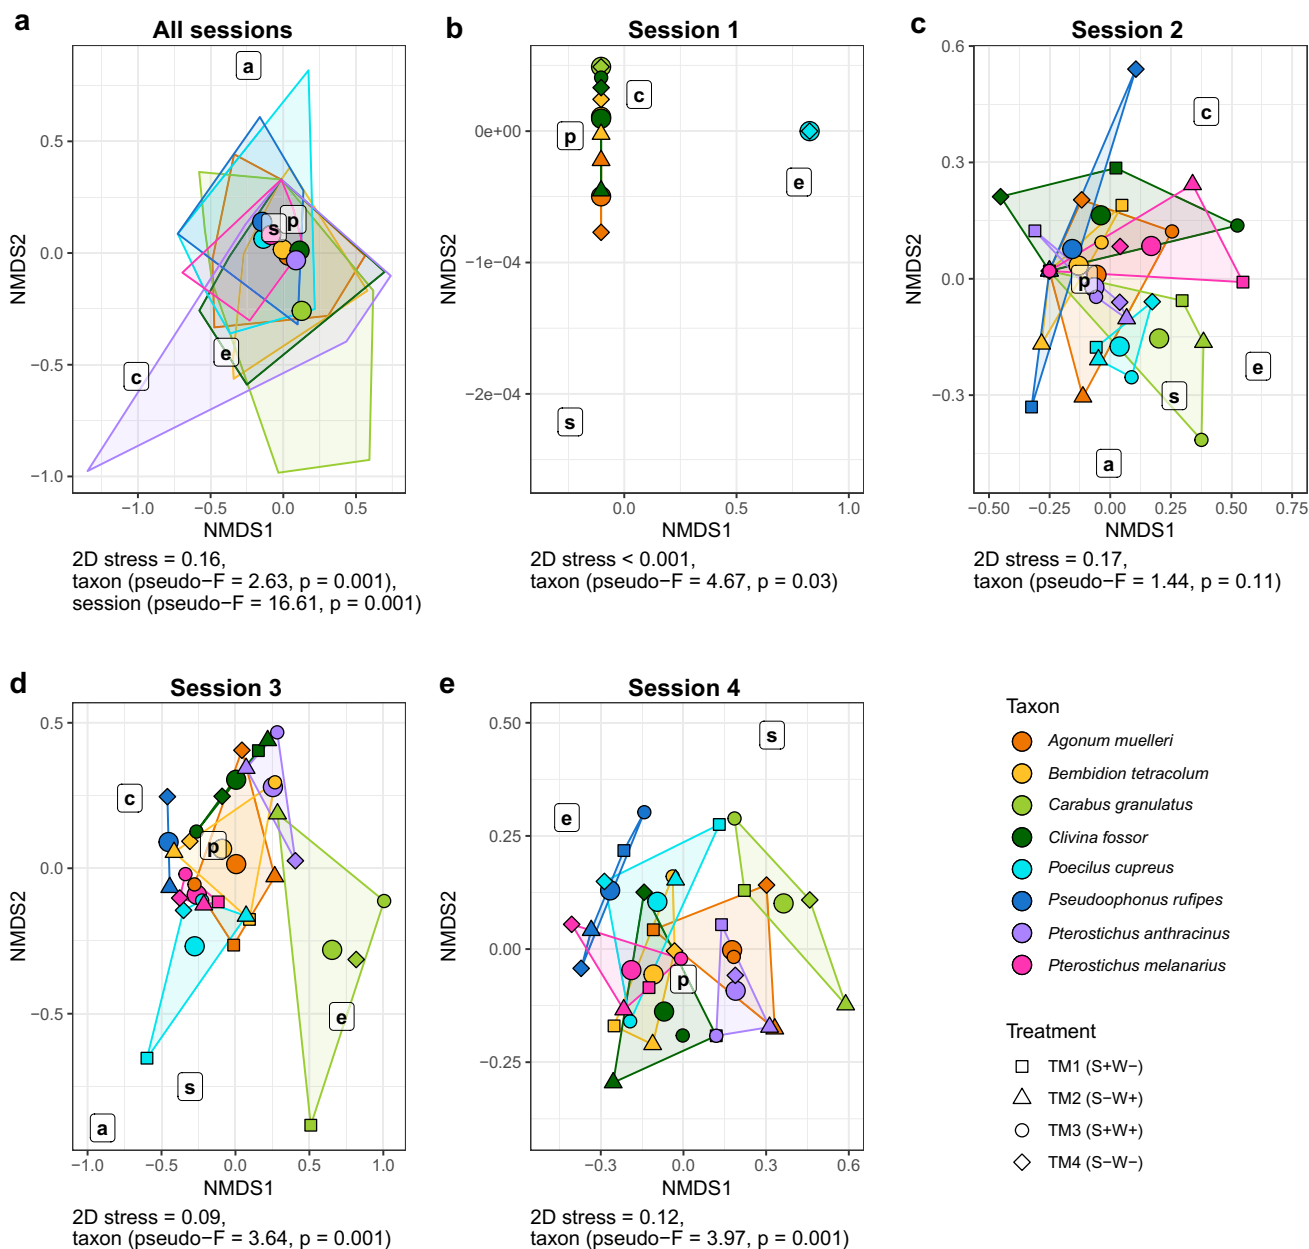 a
All sessions
a
p
s
e
c
0.5
0.0
−0.5
−1.0
NMDS2
−1.0
−0.5
0.0
0.5
NMDS1
2D stress = 0.16,
taxon (pseudo−F = 2.63, p = 0.001),
session (pseudo−F = 16.61, p = 0.001)
b
Session 1
c
p
e
s
0e+00
−1e−04
−2e−04
NMDS2
0.0
0.5
1.0
NMDS1
2D stress < 0.001,
taxon (pseudo−F = 4.67, p = 0.03)
c
Session 2
c
p
e
s
a
0.6
0.3
0.0
−0.3
NMDS2
−0.50
−0.25
0.00
0.25
0.50
0.75
NMDS1
2D stress = 0.17,
taxon (pseudo−F = 1.44, p = 0.11)
d
Session 3
c
p
e
s
a
0.5
0.0
−0.5
NMDS2
−1.0
−0.5
0.0
0.5
1.0
NMDS1
2D stress = 0.09,
taxon (pseudo−F = 3.64, p = 0.001)
e
Session 4
s
e
p
0.50
0.25
0.00
−0.25
NMDS2
−0.3
0.0
0.3
0.6
NMDS1
2D stress = 0.12,
taxon (pseudo−F = 3.97, p = 0.001)
Taxon
Agonum muelleri
Bembidion tetracolum
Carabus granulatus
Clivina fossor
Poecilus cupreus
Pseudoophonus rufipes
Pterostichus anthracinus
Pterostichus melanarius
Treatment
TM1 (S+W−)
TM2 (S−W+)
TM3 (S+W+)
TM4 (S−W−)